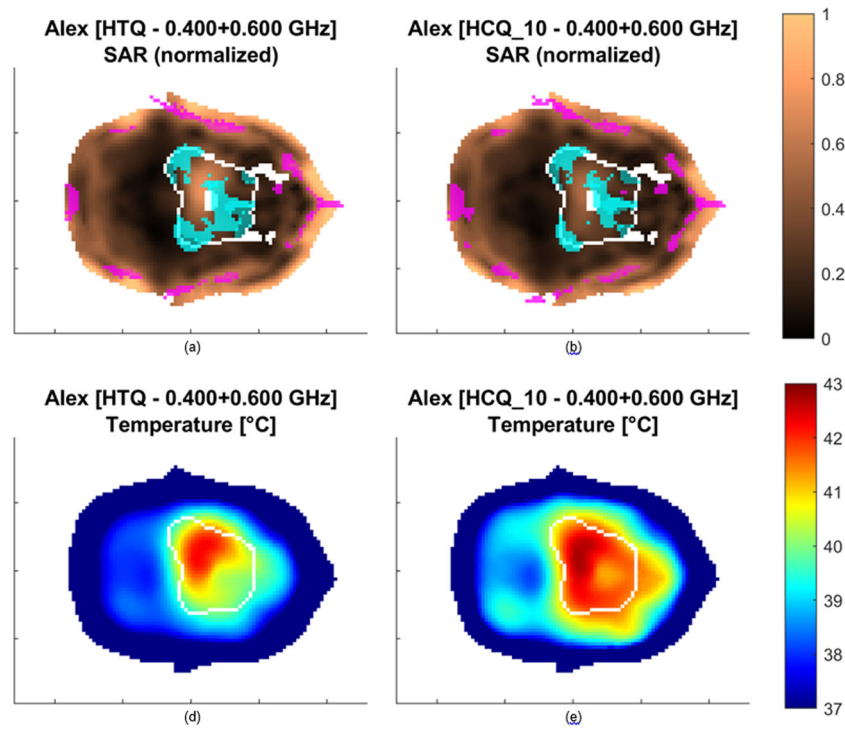 Alex [HTQ - 0.400+0.600 GHz]
SAR (normalized)
Alex [HCQ_10 - 0.400+0.600 GHz]
SAR (normalized)
1
0.8
0.6
0.4
0.2
0
(a)
(b)
Alex [HTQ - 0.400+0.600 GHz]
Temperature [°C]
Alex [HCQ_10 - 0.400+0.600 GHz]
Temperature [°C]
43
42
41
40
39
38
37
(d)
(e)